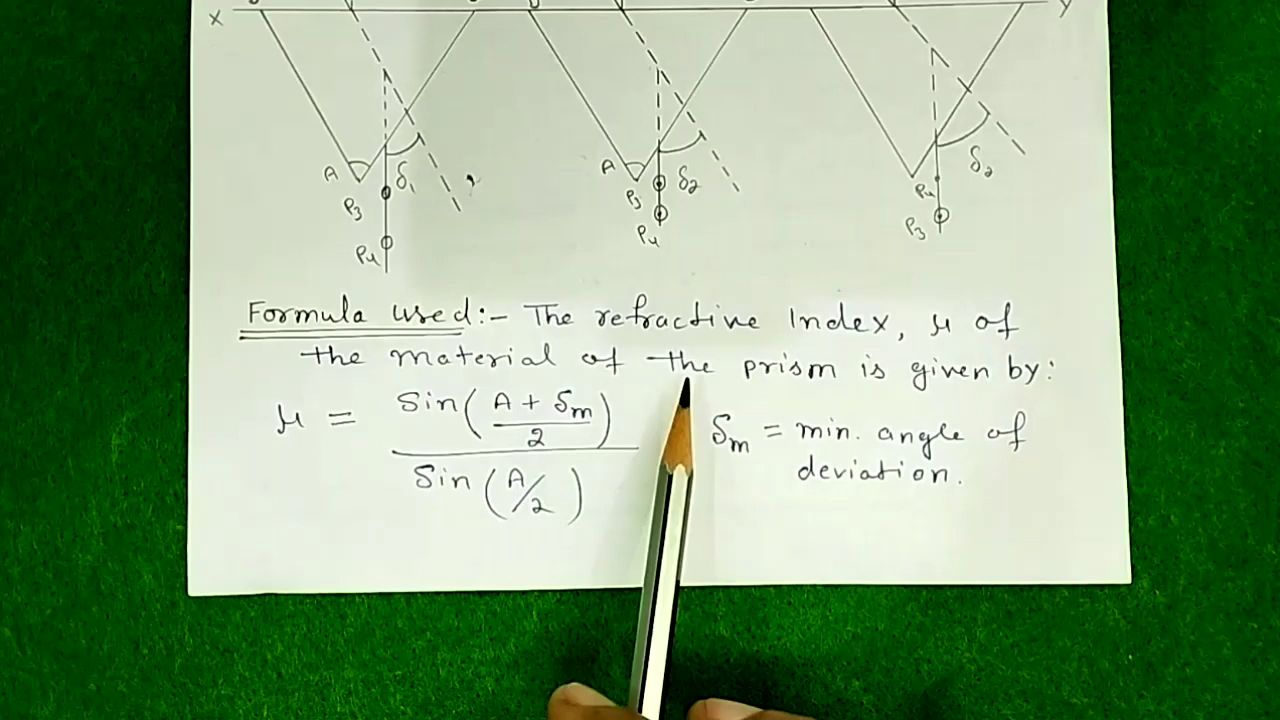 X Y
A δ₁ A δ₂ δ₂
P₃ P₃ P₄
P₄ P₄ P₃
Formula used:- The refractive Index, μ of
the material of the prism is given by:
μ = Sin(A + δm/2) / Sin(A/2)
δm = min. angle of
deviation.